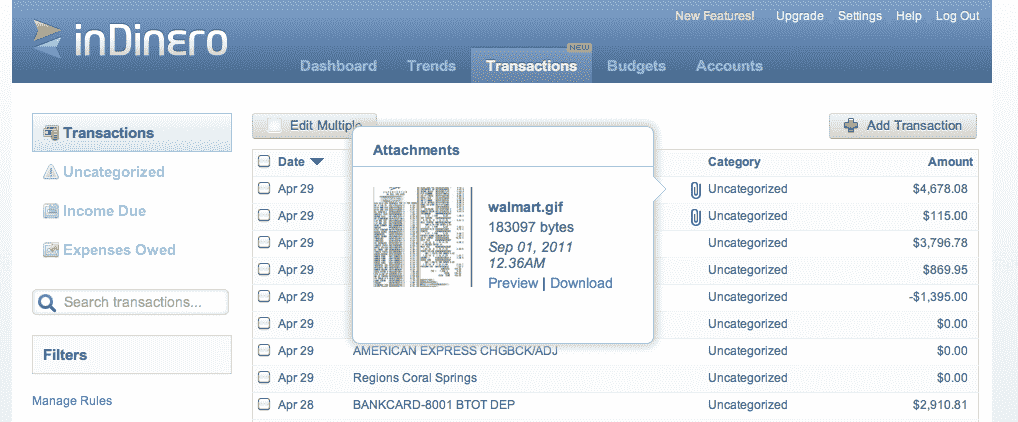 New Features! Upgrade Settings Help Log Out
inDinero
NEW
Dashboard Trends Transactions Budgets Accounts
Transactions
Uncategorized
Income Due
Expenses Owed
Search transactions...
Filters
Manage Rules
Edit Multiple
Add Transaction
Date Category Amount
Attachments
walmart.gif
183097 bytes
Sep 01, 2011
12.36AM
Preview | Download
Apr 29 Uncategorized $4,678.08
Apr 29 Uncategorized $115.00
Apr 29 Uncategorized $3,796.78
Apr 29 Uncategorized $869.95
Apr 29 Uncategorized -$1,395.00
Apr 29 Uncategorized $0.00
Apr 29 AMERICAN EXPRESS CHGBCK/ADJ Uncategorized $0.00
Apr 29 Regions Coral Springs Uncategorized $0.00
Apr 28 BANKCARD-8001 BTOT DEP Uncategorized $2,910.81